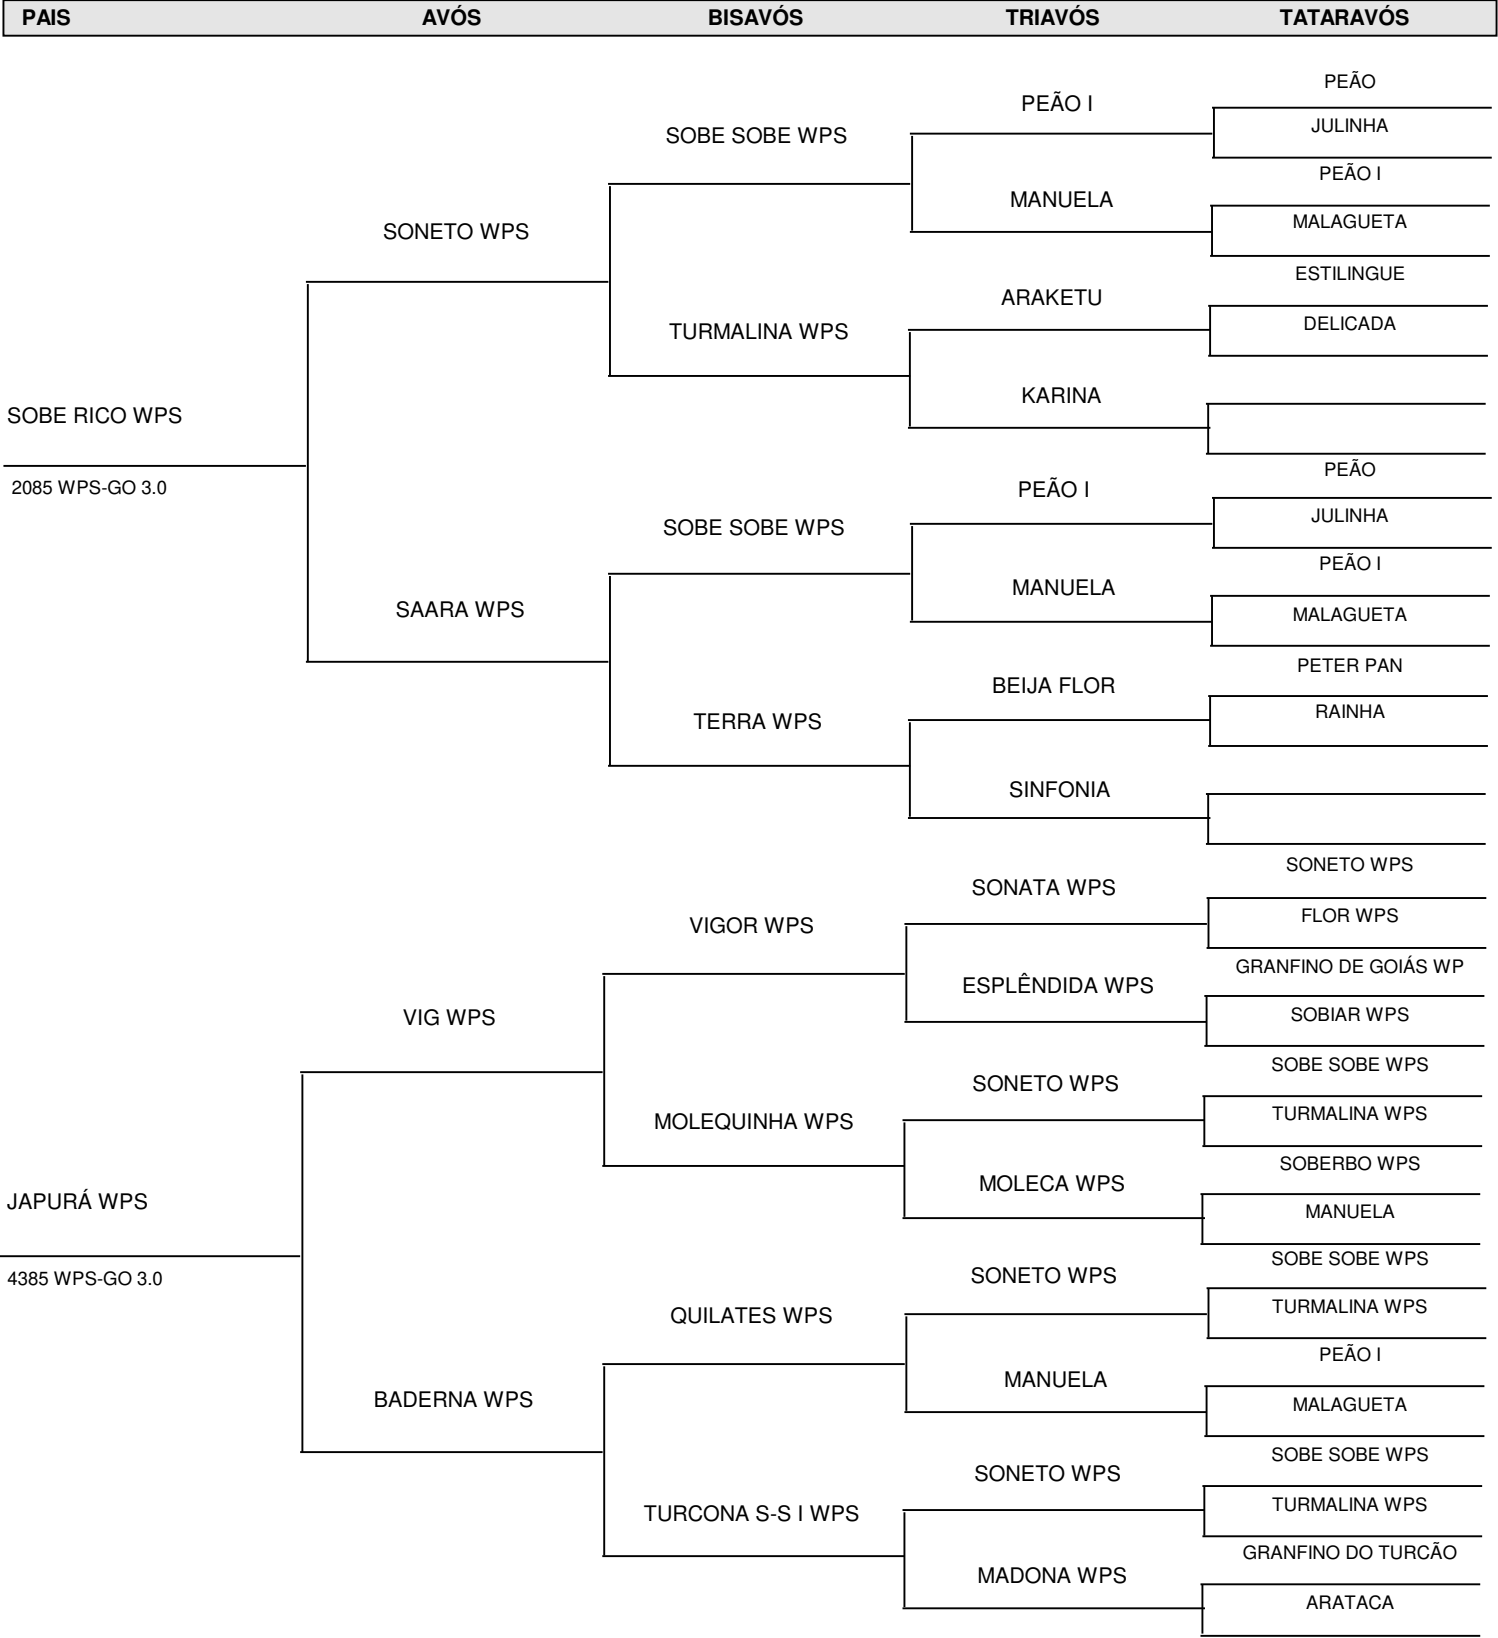 PAIS AVÓS BISAVÓS TRIAVÓS TATARAVÓS
PEÃO
PEÃO I
JULINHA
SOBE SOBE WPS
PEÃO I
MANUELA
MALAGUETA
SONETO WPS
ESTILINGUE
ARAKETU
DELICADA
TURMALINA WPS
KARINA
SOBE RICO WPS
2085 WPS-GO 3.0
PEÃO
PEÃO I
JULINHA
SOBE SOBE WPS
PEÃO I
MANUELA
MALAGUETA
SAARA WPS
PETER PAN
BEIJA FLOR
RAINHA
TERRA WPS
SINFONIA
SONETO WPS
SONATA WPS
FLOR WPS
VIGOR WPS
GRANFINO DE GOIÁS WP
ESPLÊNDIDA WPS
SOBIAR WPS
VIG WPS
SOBE SOBE WPS
SONETO WPS
TURMALINA WPS
MOLEQUINHA WPS
SOBERBO WPS
MOLECA WPS
MANUELA
JAPURÁ WPS
4385 WPS-GO 3.0
SOBE SOBE WPS
SONETO WPS
TURMALINA WPS
QUILATES WPS
PEÃO I
MANUELA
MALAGUETA
BADERNA WPS
SOBE SOBE WPS
SONETO WPS
TURMALINA WPS
TURCONA S-S I WPS
GRANFINO DO TURCÃO
MADONA WPS
ARATACA